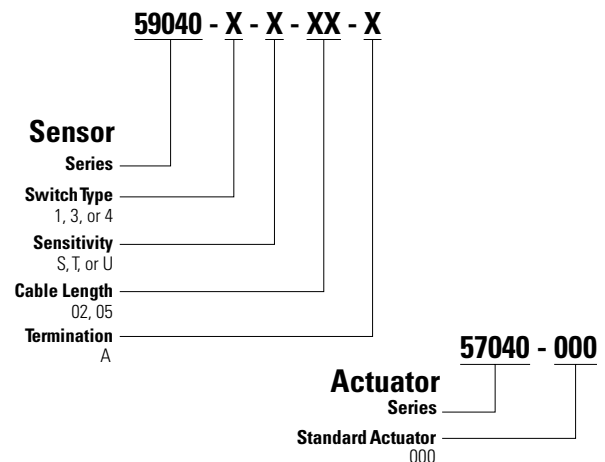 59040 - X - X - XX - X
Sensor
Series
Switch Type
1, 3, or 4
Sensitivity
S, T, or U
Cable Length
02, 05
Termination
A
57040 - 000
Actuator
Series
Standard Actuator
000